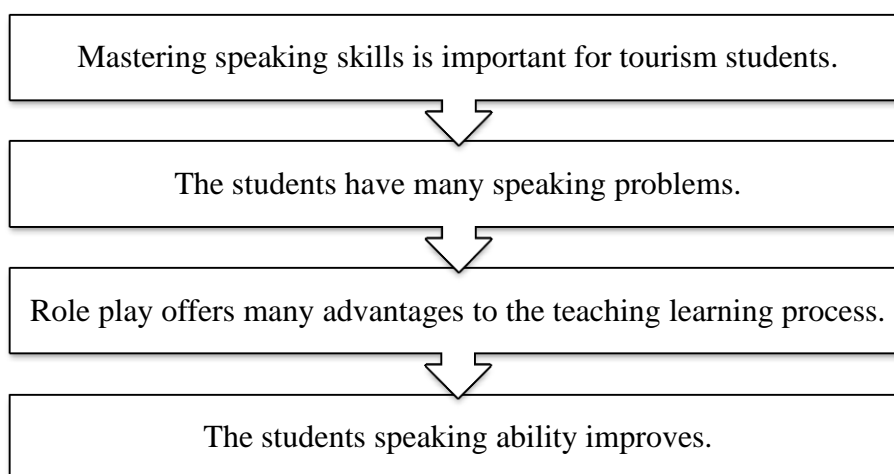 Mastering speaking skills is important for tourism students.
The students have many speaking problems.
Role play offers many advantages to the teaching learning process.
The students speaking ability improves.